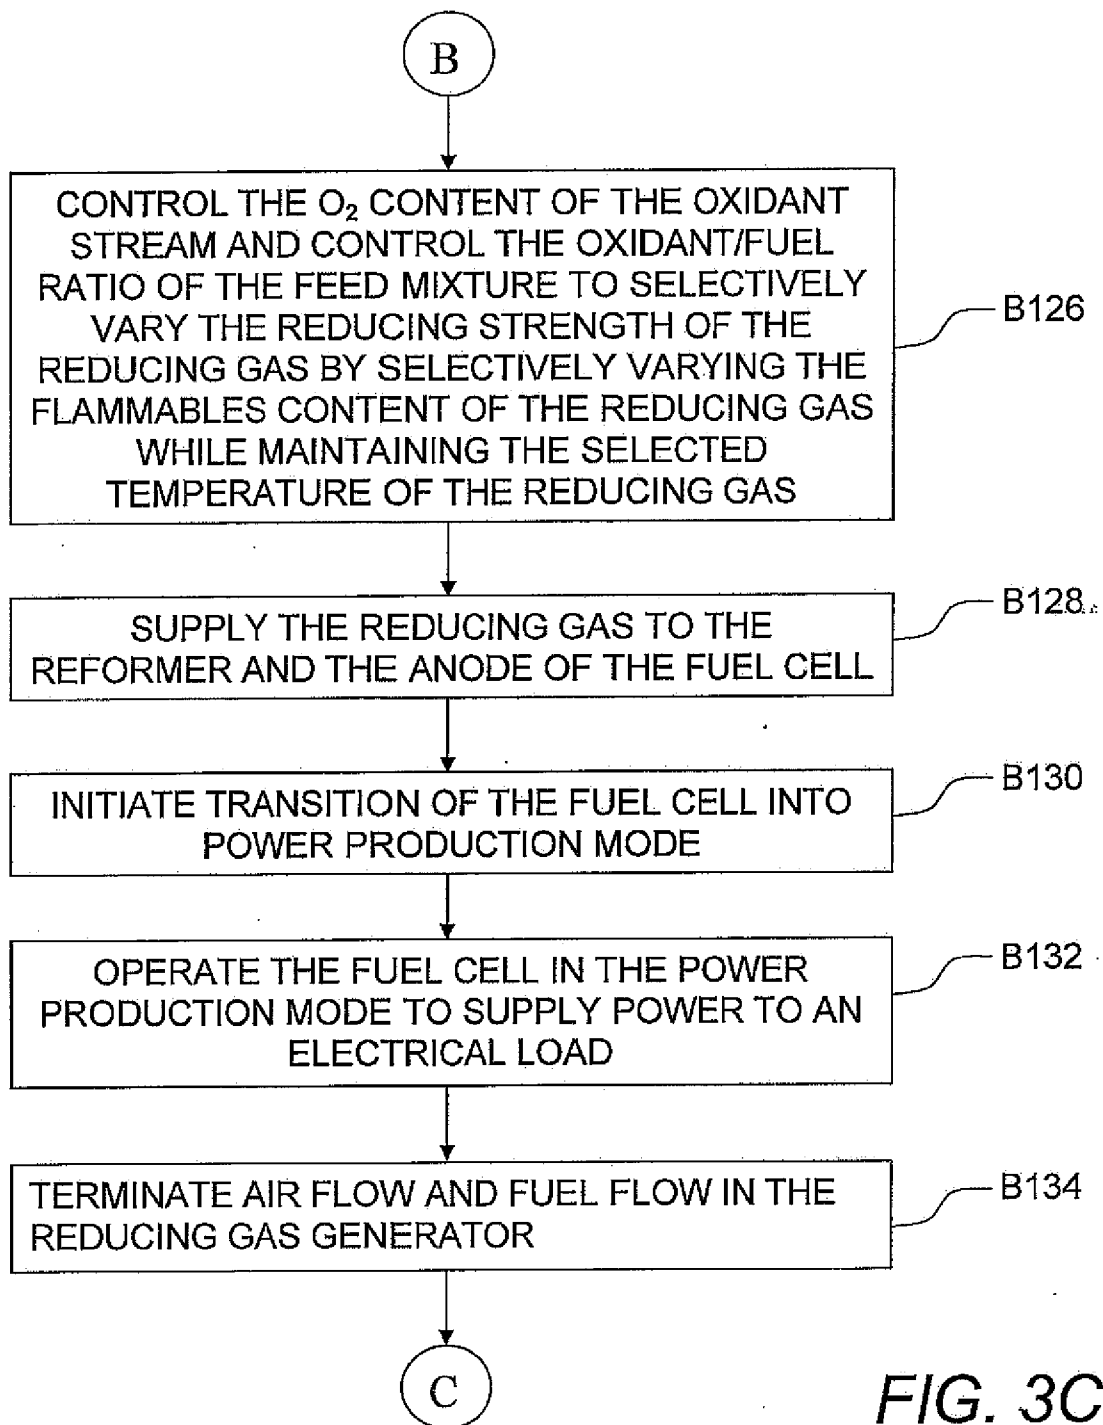 B
CONTROL THE O₂ CONTENT OF THE OXIDANT
STREAM AND CONTROL THE OXIDANT/FUEL
RATIO OF THE FEED MIXTURE TO SELECTIVELY
VARY THE REDUCING STRENGTH OF THE
REDUCING GAS BY SELECTIVELY VARYING THE
FLAMMABLES CONTENT OF THE REDUCING GAS
WHILE MAINTAINING THE SELECTED
TEMPERATURE OF THE REDUCING GAS
B126
SUPPLY THE REDUCING GAS TO THE
REFORMER AND THE ANODE OF THE FUEL CELL
B128
INITIATE TRANSITION OF THE FUEL CELL INTO
POWER PRODUCTION MODE
B130
OPERATE THE FUEL CELL IN THE POWER
PRODUCTION MODE TO SUPPLY POWER TO AN
ELECTRICAL LOAD
B132
TERMINATE AIR FLOW AND FUEL FLOW IN THE
REDUCING GAS GENERATOR
B134
C
FIG. 3C